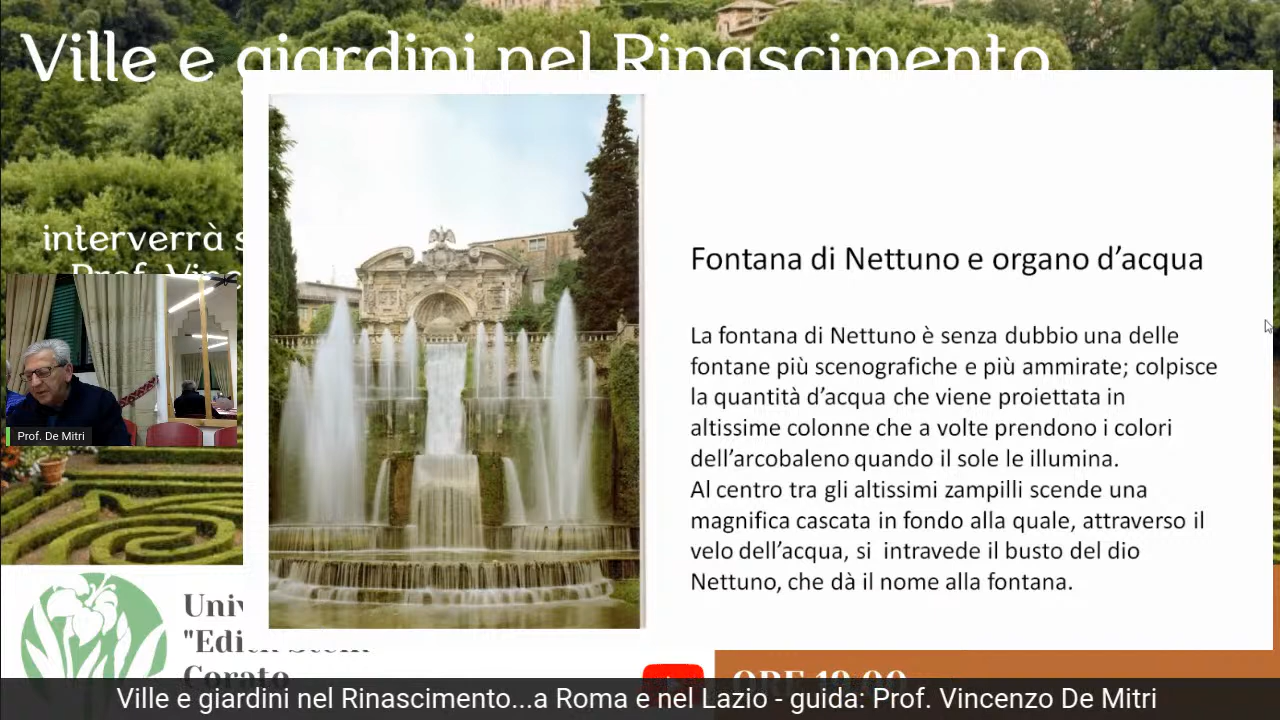 Ville e giardini nel Rinascimento
interverrà
Prof.
Fontana di Nettuno e organo d’acqua
La fontana di Nettuno è senza dubbio una delle
fontane più scenografiche e più ammirate; colpisce
la quantità d’acqua che viene proiettata in
altissime colonne che a volte prendono i colori
dell’arcobaleno quando il sole le illumina.
Al centro tra gli altissimi zampilli scende una
magnifica cascata in fondo alla quale, attraverso il
velo dell’acqua, si intravede il busto del dio
Nettuno, che dà il nome alla fontana.
Prof. De Mitri
"Edith Stein"
Corato
ORE 19.00
Ville e giardini nel Rinascimento...a Roma e nel Lazio - guida: Prof. Vincenzo De Mitri